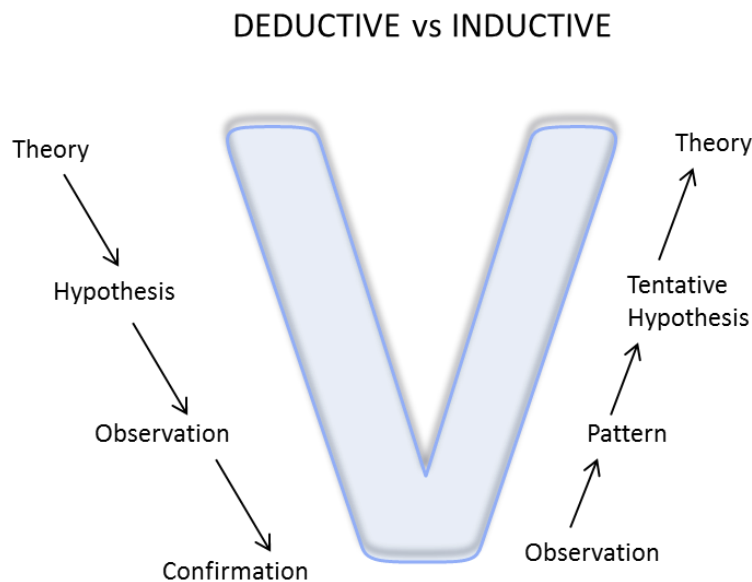 DEDUCTIVE vs INDUCTIVE
Theory
Hypothesis
Observation
Confirmation
V
Theory
Tentative
Hypothesis
Pattern
Observation